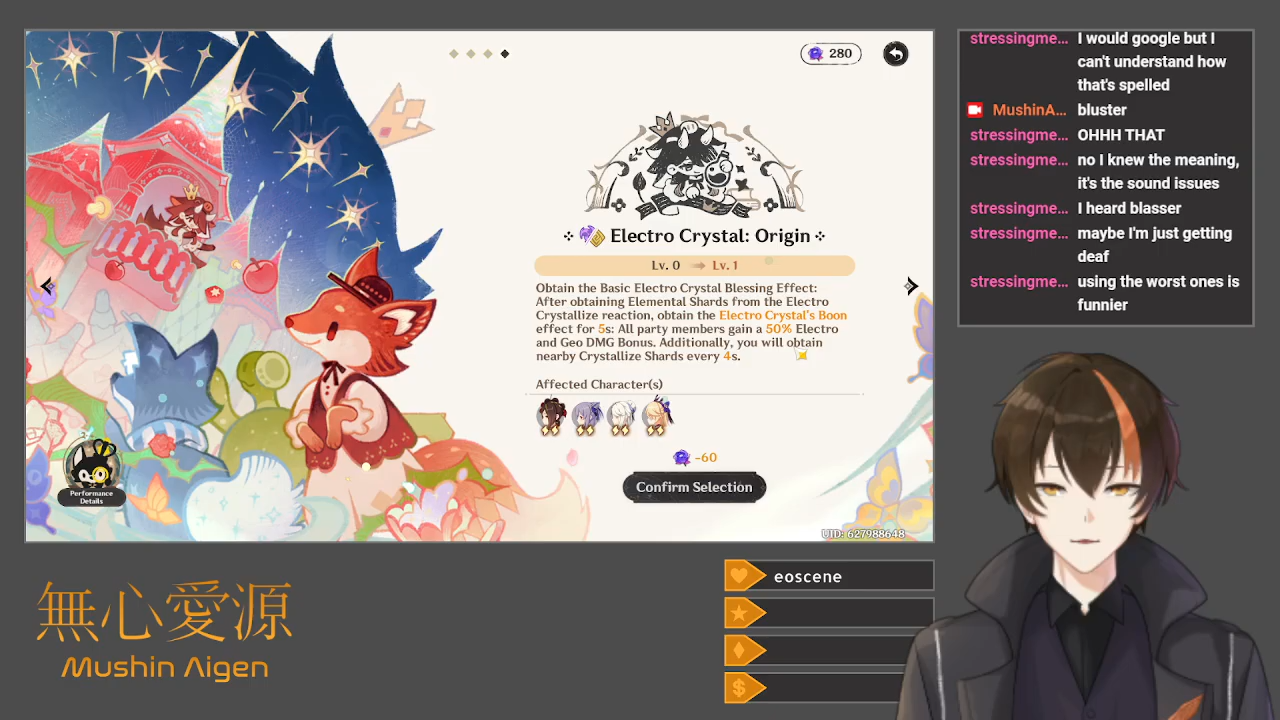 280
Electro Crystal: Origin
Lv. 0 Lv. 1
Obtain the Basic Electro Crystal Blessing Effect:
After obtaining Elemental Shards from the Electro
Crystallize reaction, obtain the Electro Crystal's Boon
effect for 5s: All party members gain a 50% Electro
and Geo DMG Bonus. Additionally, you will obtain
nearby Crystallize Shards every 4s.
Affected Character(s)
-60
Confirm Selection
Performance
Details
UID: 627988648
stressingme... I would google but I
can't understand how
that's spelled
MushinA... bluster
stressingme... OHHH THAT
stressingme... no I knew the meaning,
it's the sound issues
stressingme... I heard blasser
stressingme... maybe I'm just getting
deaf
stressingme... using the worst ones is
funnier
無心愛源
Mushin Aigen
eoscene
$